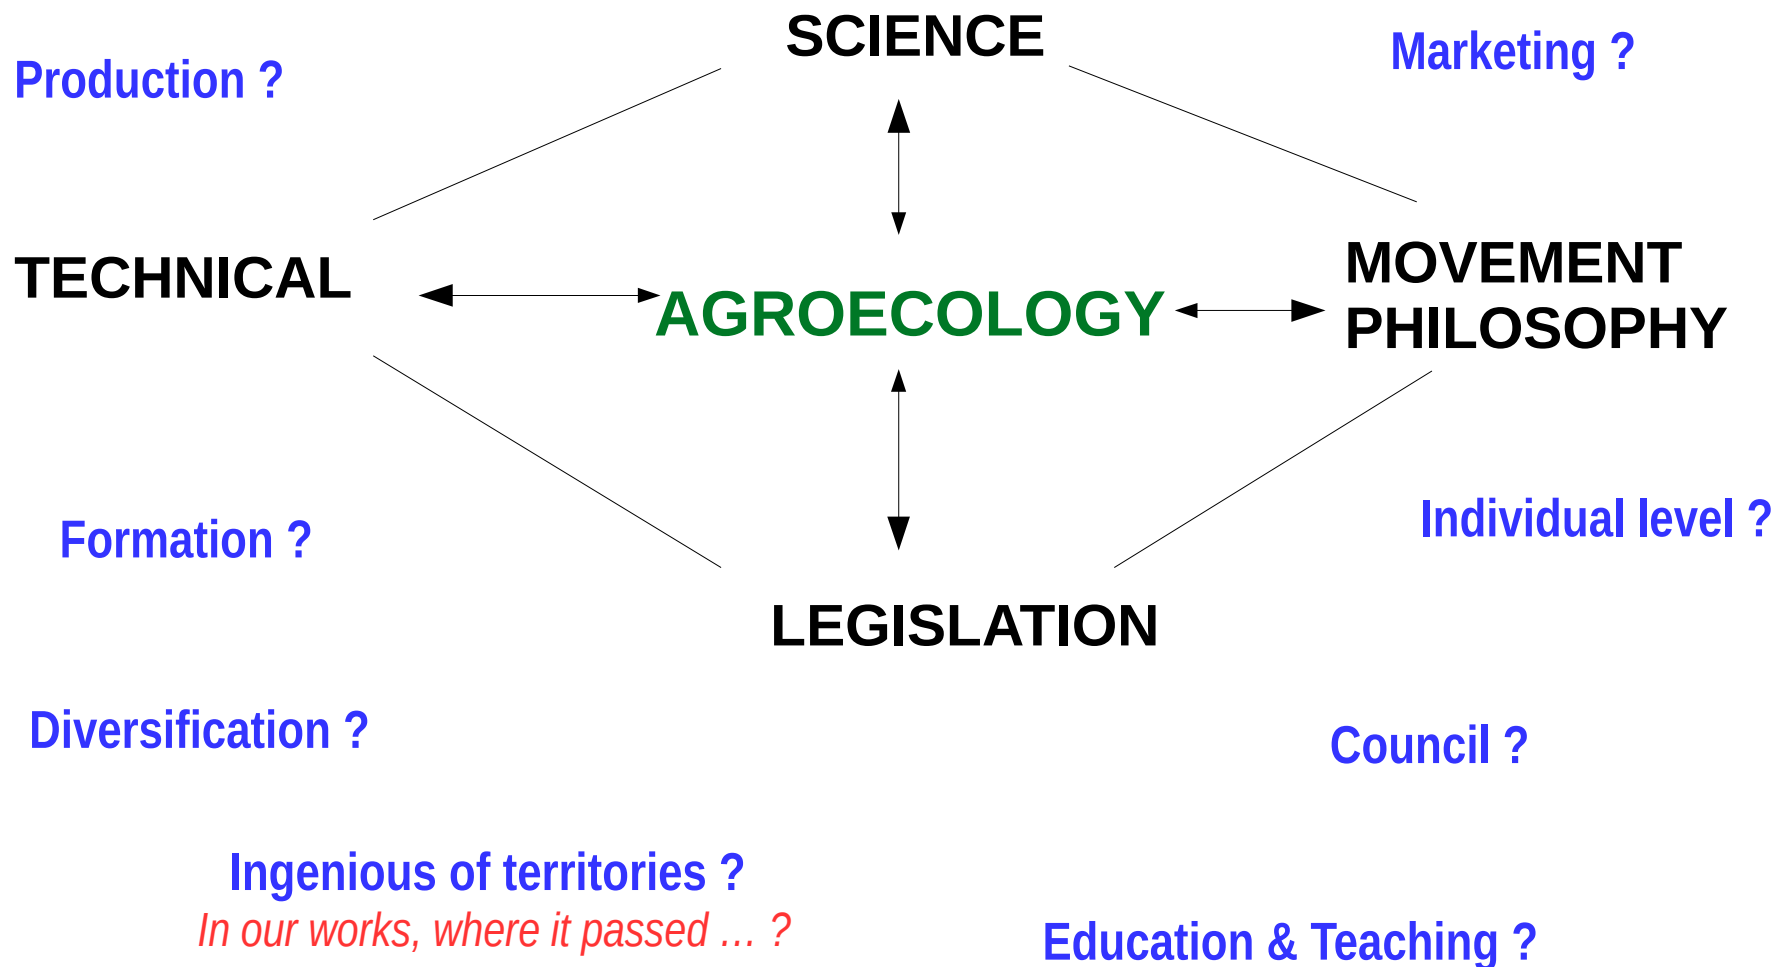 SCIENCE
Marketing ?
Production ?
TECHNICAL
MOVEMENT
PHILOSOPHY
AGROECOLOGY
Formation ?
Individual level ?
LEGISLATION
Diversification ?
Council ?
Ingenious of territories ?
In our works, where it passed ... ?
Education & Teaching ?